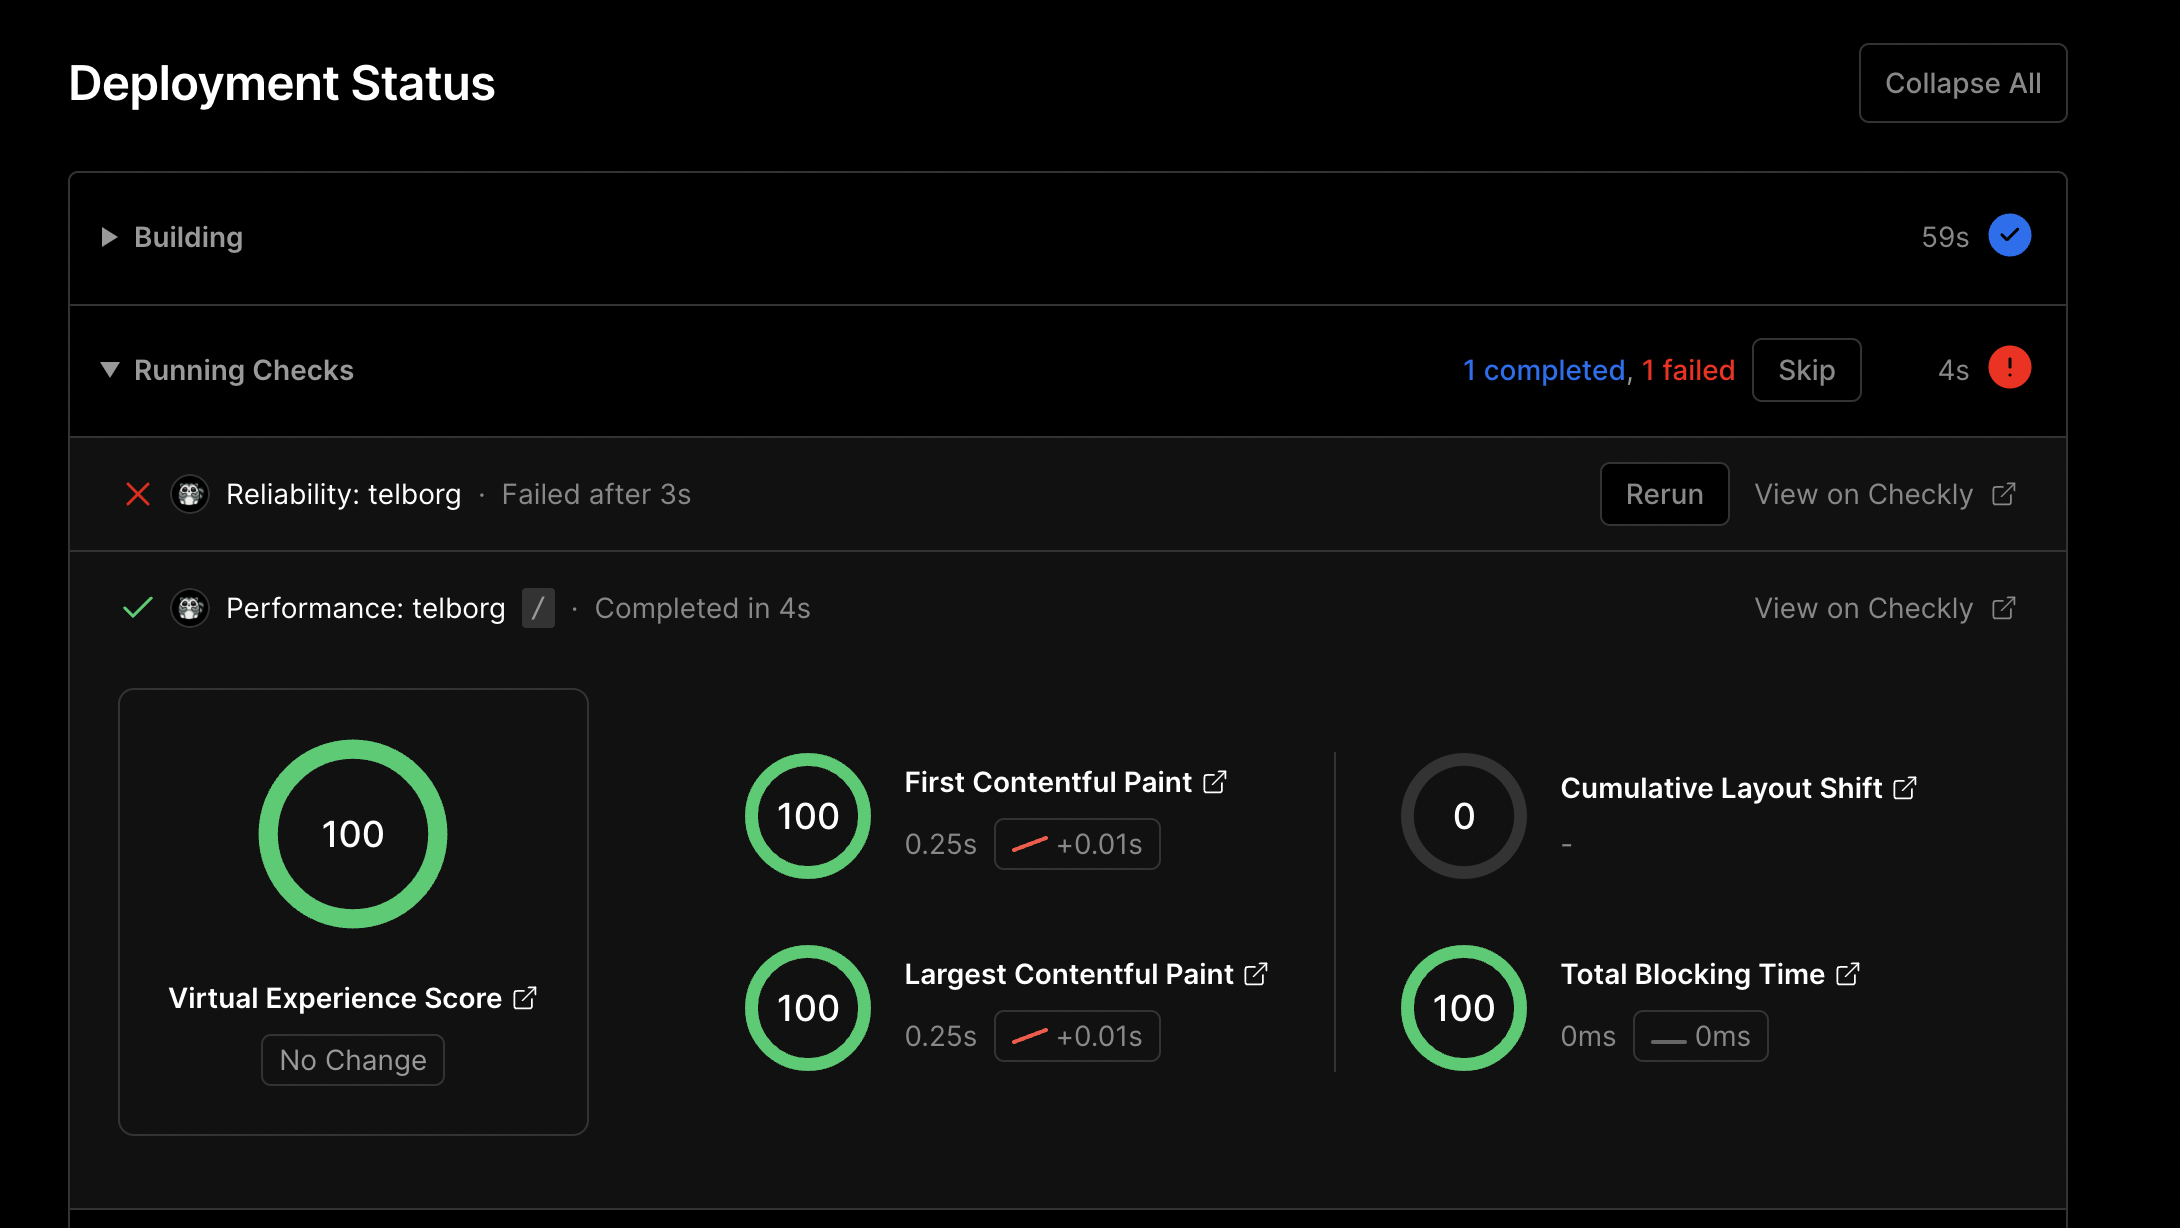 Deployment Status
Collapse All
Building
59s
Running Checks
1 completed, 1 failed
Skip
4s
Reliability: telborg · Failed after 3s
Rerun
View on Checkly
Performance: telborg / · Completed in 4s
View on Checkly
100
Virtual Experience Score
No Change
100
First Contentful Paint
0.25s
+0.01s
100
Largest Contentful Paint
0.25s
+0.01s
0
Cumulative Layout Shift
-
100
Total Blocking Time
0ms
0ms